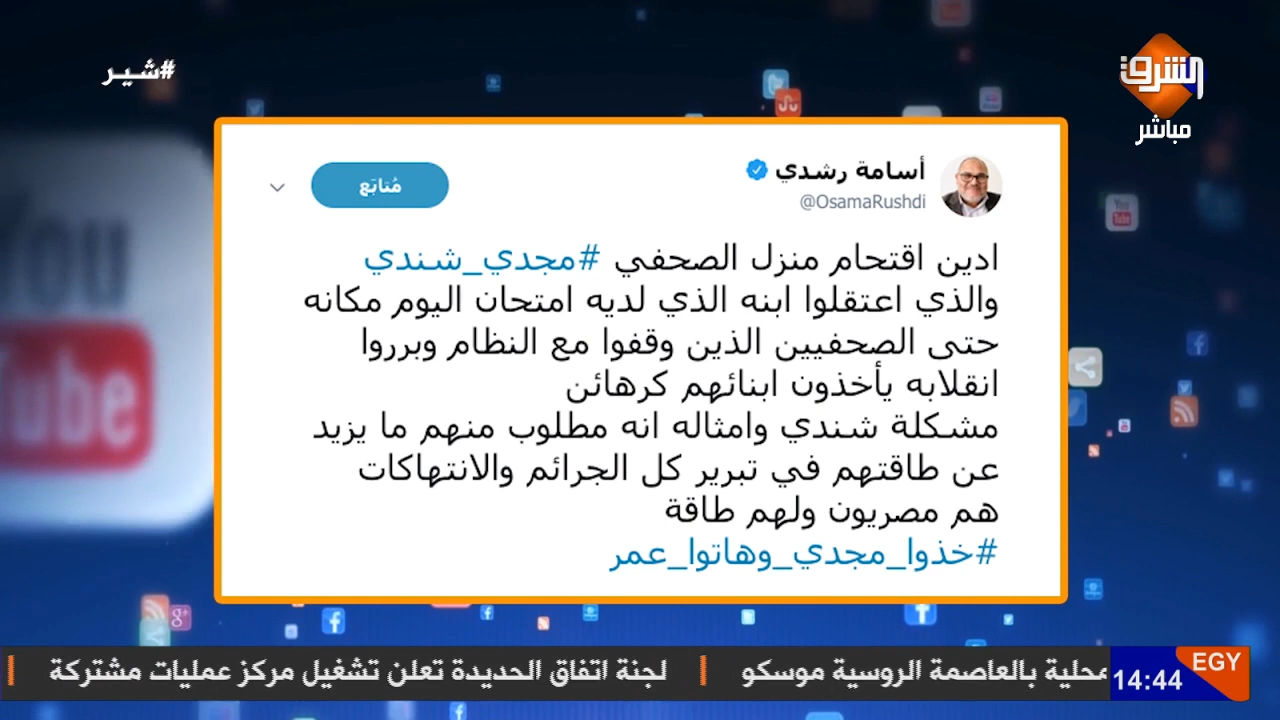 #شير
الشرق
مباشر
أسامة رشدي
@OsamaRushdi
مُتابَع
ادين اقتحام منزل الصحفي #مجدي_شندي
والذي اعتقلوا ابنه الذي لديه امتحان اليوم مكانه
حتى الصحفيين الذين وقفوا مع النظام وبرروا
انقلابه يأخذون ابنائهم كرهائن
مشكلة شندي وامثاله انه مطلوب منهم ما يزيد
عن طاقتهم في تبرير كل الجرائم والانتهاكات
هم مصريون ولهم طاقة
#خذوا_مجدي_وهاتوا_عمر
You
Tube
EGY
14:44
محلية بالعاصمة الروسية موسكو | لجنة اتفاق الحديدة تعلن تشغيل مركز عمليات مشتركة |